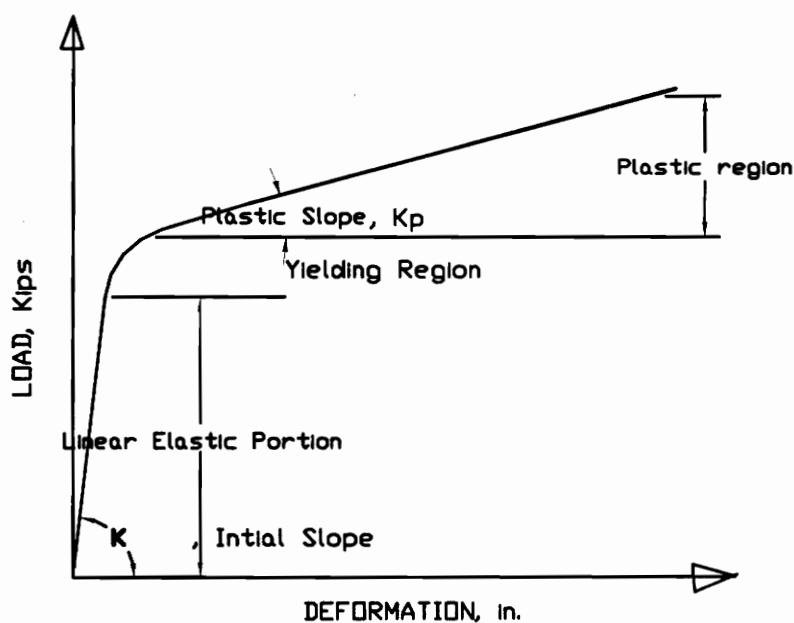 Plastic region
Plastic Slope, Kp
Yielding Region
LOAD, Kips
Linear Elastic Portion
K , Intial Slope
DEFORMATION, in.